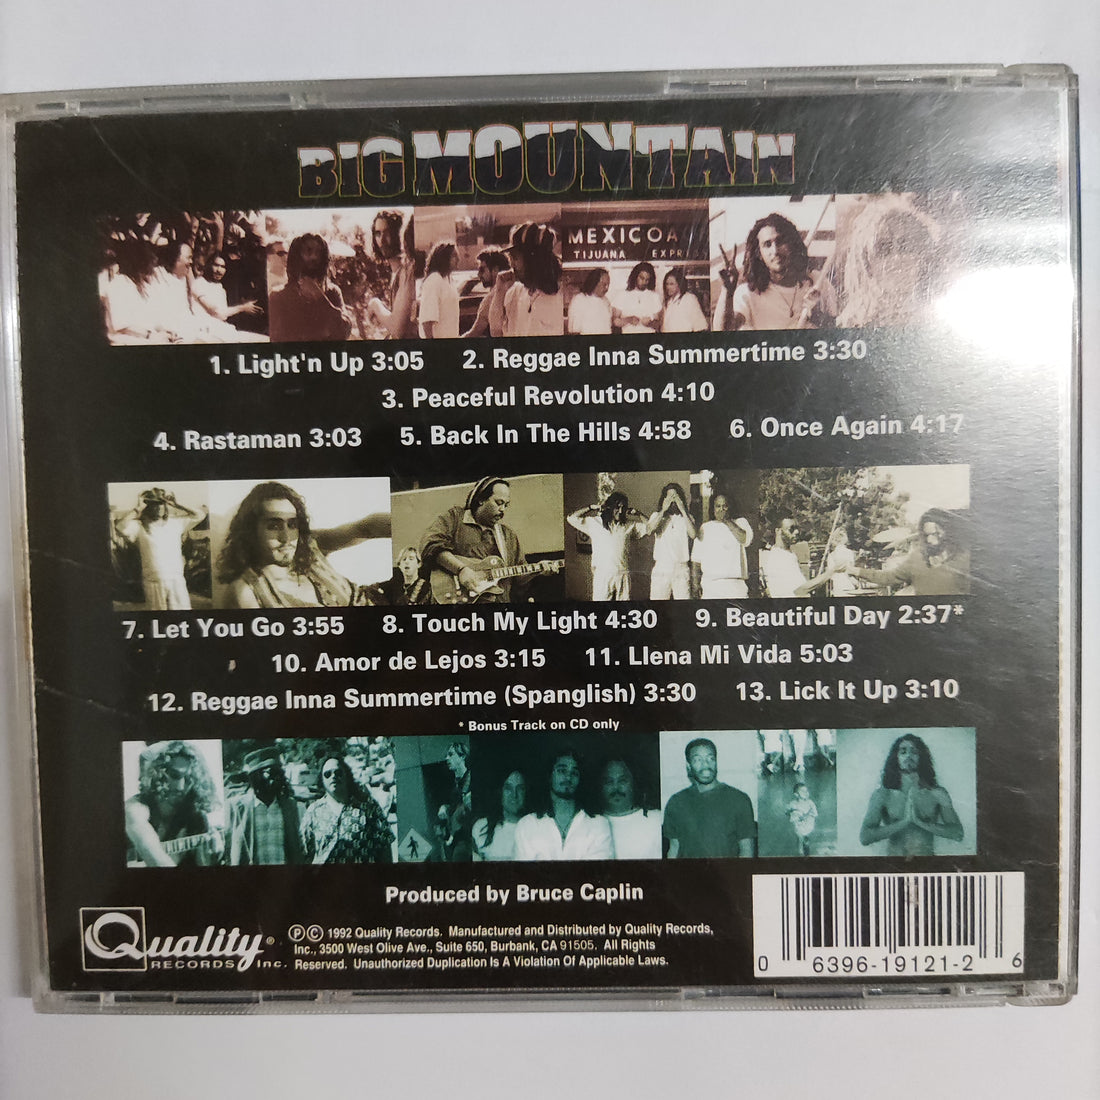 BIG MOUNTAIN
MEXICOA
TIJUANA EXPR
1. Light'n Up 3:05 2. Reggae Inna Summertime 3:30
3. Peaceful Revolution 4:10
4. Rastaman 3:03 5. Back In The Hills 4:58 6. Once Again 4:17
7. Let You Go 3:55 8. Touch My Light 4:30 9. Beautiful Day 2:37*
10. Amor de Lejos 3:15 11. Llena Mi Vida 5:03
12. Reggae Inna Summertime (Spanglish) 3:30 13. Lick It Up 3:10
* Bonus Track on CD only
Produced by Bruce Caplin
Quality®
RECORDS Inc.
Ⓟ© 1992 Quality Records. Manufactured and Distributed by Quality Records,
Inc., 3500 West Olive Ave., Suite 650, Burbank, CA 91505. All Rights
Reserved. Unauthorized Duplication Is A Violation Of Applicable Laws.
0 6396-19121-2 6